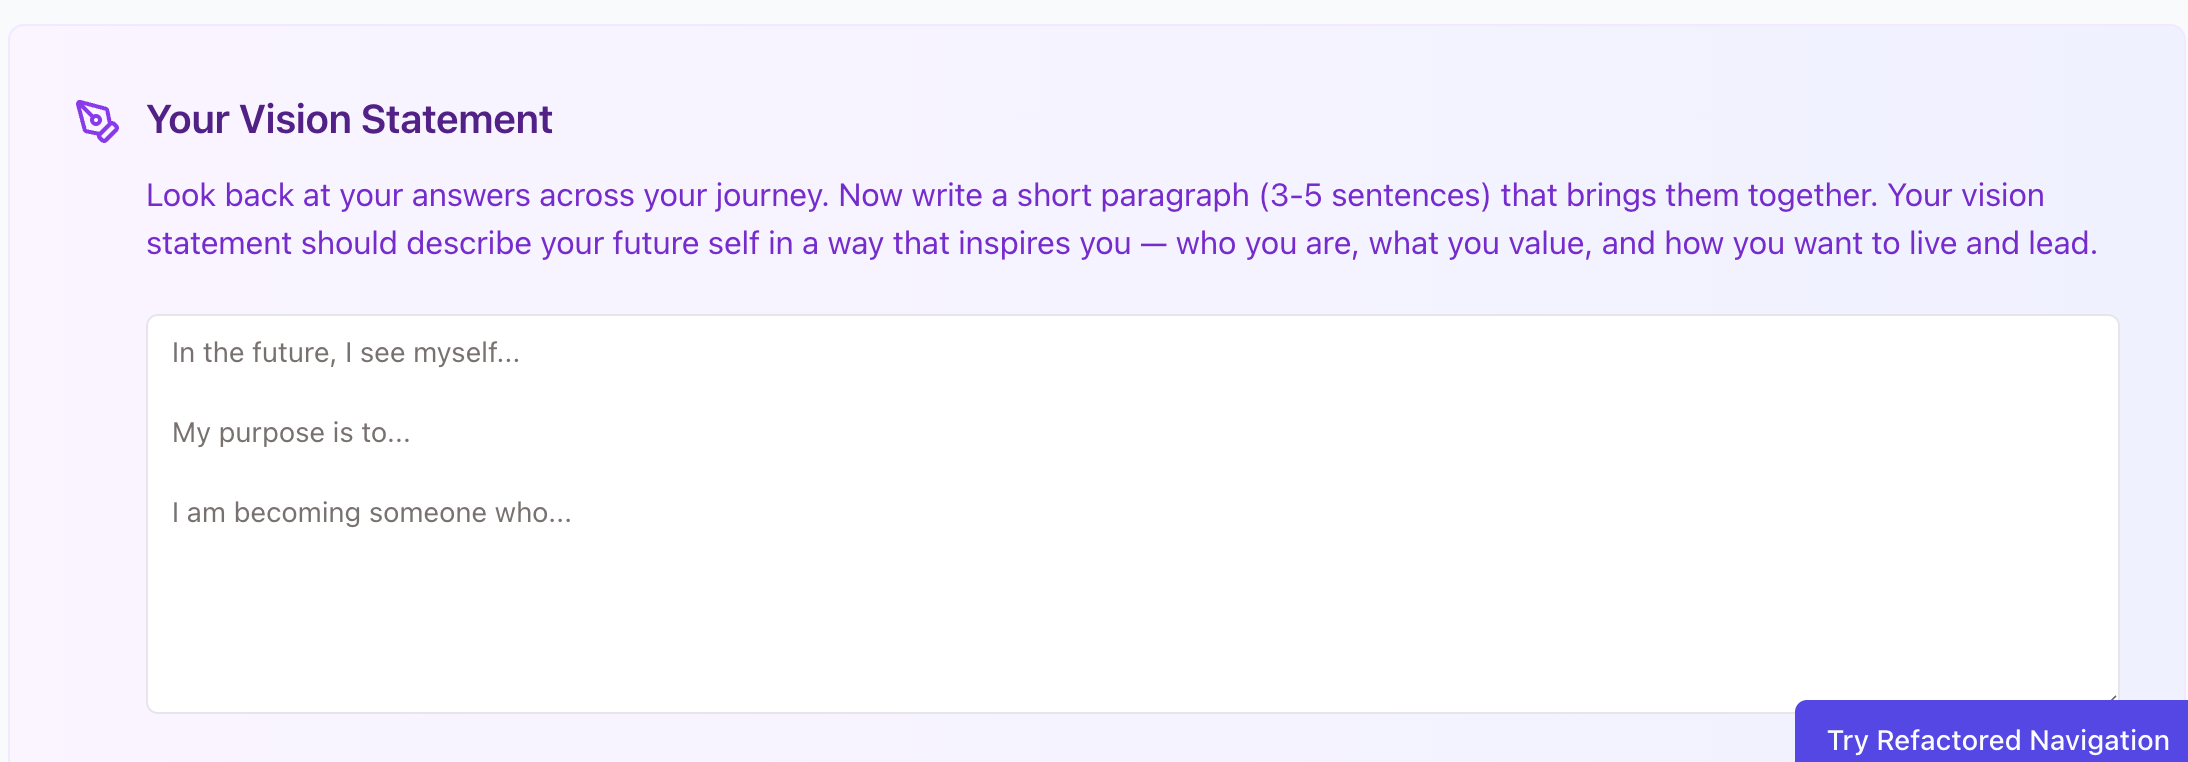 Your Vision Statement
Look back at your answers across your journey. Now write a short paragraph (3-5 sentences) that brings them together. Your vision
statement should describe your future self in a way that inspires you — who you are, what you value, and how you want to live and lead.
In the future, I see myself...
My purpose is to...
I am becoming someone who...
Try Refactored Navigation